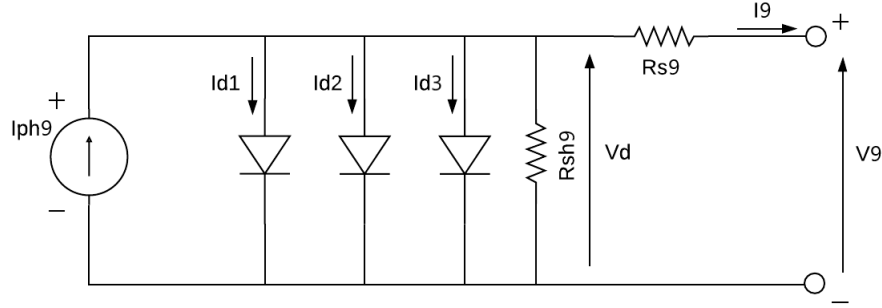 I9
+
Rs9
Id1
Id2
Id3
+
Iph9
Rsh9
Vd
V9
–
–